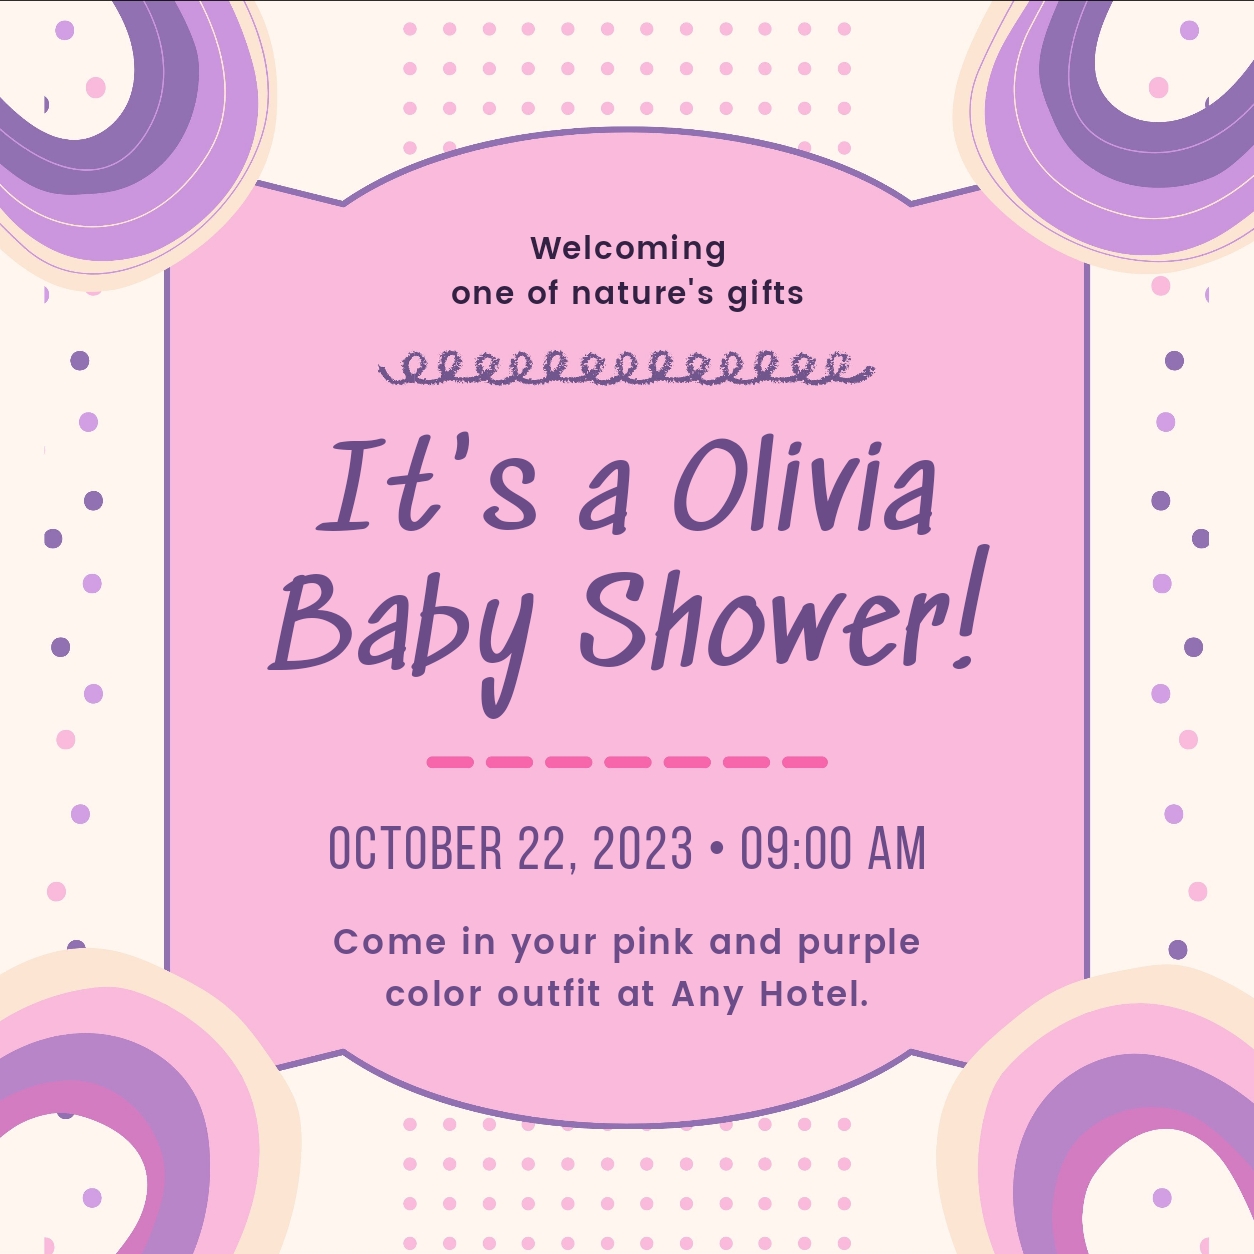 Welcoming
one of nature's gifts
It's a Olivia
Baby Shower!
OCTOBER 22, 2023 • 09:00 AM
Come in your pink and purple
color outfit at Any Hotel.